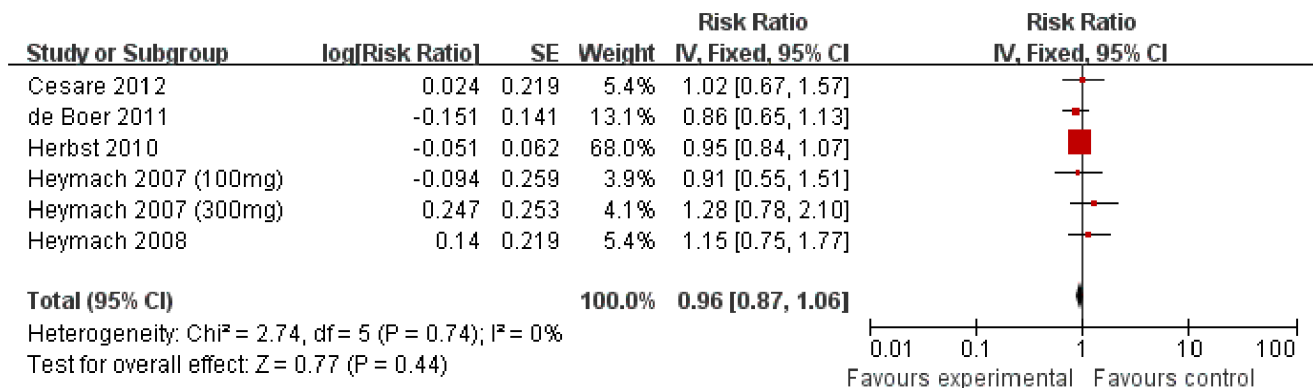 Risk Ratio Risk Ratio
Study or Subgroup log[Risk Ratio] SE Weight IV, Fixed, 95% CI IV, Fixed, 95% CI
Cesare 2012 0.024 0.219 5.4% 1.02 [0.67, 1.57]
de Boer 2011 -0.151 0.141 13.1% 0.86 [0.65, 1.13]
Herbst 2010 -0.051 0.062 68.0% 0.95 [0.84, 1.07]
Heymach 2007 (100mg) -0.094 0.259 3.9% 0.91 [0.55, 1.51]
Heymach 2007 (300mg) 0.247 0.253 4.1% 1.28 [0.78, 2.10]
Heymach 2008 0.14 0.219 5.4% 1.15 [0.75, 1.77]
Total (95% CI) 100.0% 0.96 [0.87, 1.06]
Heterogeneity: Chi² = 2.74, df = 5 (P = 0.74); I² = 0%
Test for overall effect: Z = 0.77 (P = 0.44)
0.01 0.1 1 10 100
Favours experimental Favours control